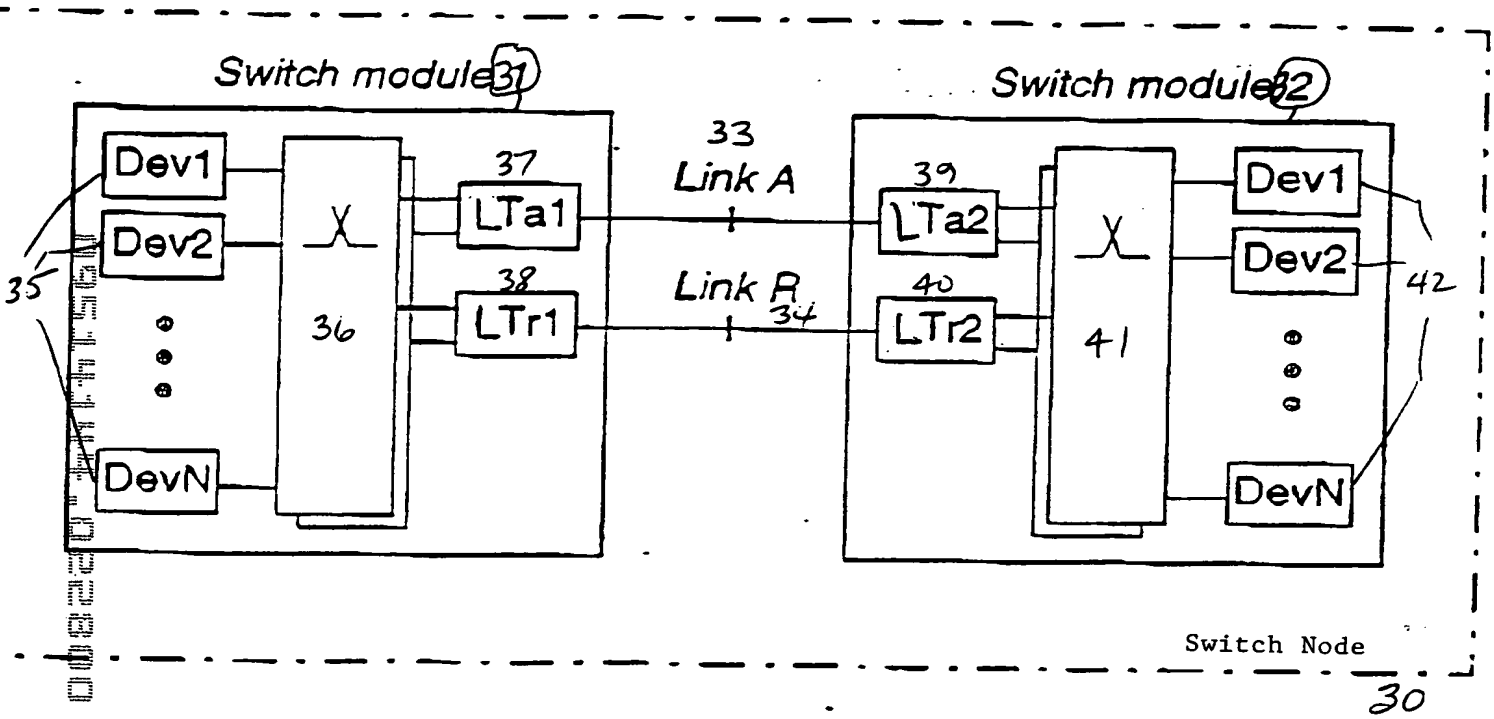 Switch module 31
Switch module 32
Dev1
Dev2
DevN
35
36
37
LTa1
38
LTr1
33
Link A
Link R
34
39
LTa2
40
LTr2
41
Dev1
Dev2
DevN
42
Switch Node
30